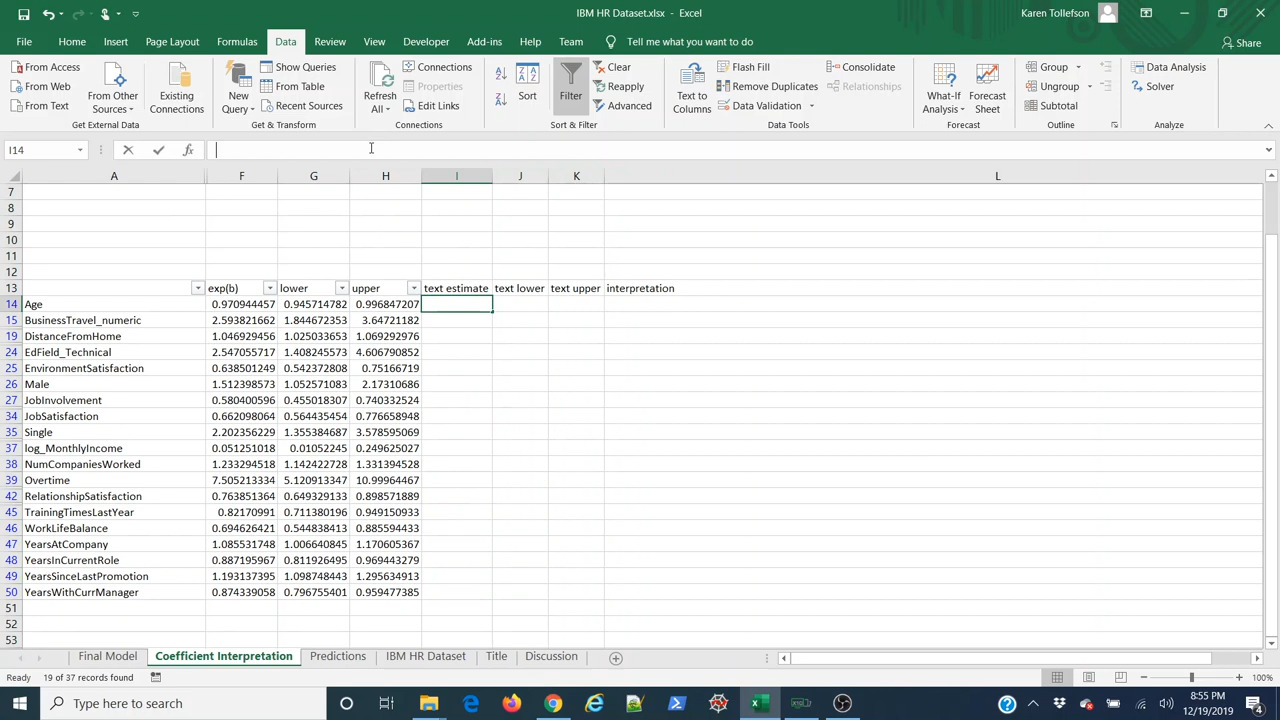 IBM HR Dataset.xlsx - Excel
Karen Tollefson
File Home Insert Page Layout Formulas Data Review View Developer Add-ins Help Team Tell me what you want to do Share
From Access
From Web
From Text
From Other Sources
Existing Connections
Get External Data
New Query
Show Queries
From Table
Recent Sources
Get & Transform
Refresh All
Connections
Properties
Edit Links
Connections
Sort
Filter
Clear
Reapply
Advanced
Sort & Filter
Text to Columns
Flash Fill
Remove Duplicates
Data Validation
Consolidate
Relationships
Data Tools
What-If Analysis
Forecast Sheet
Forecast
Group
Ungroup
Subtotal
Outline
Data Analysis
Solver
Analyze
I14 fx
A F G H I J K L
7
8
9
10
11
12
13 exp(b) lower upper text estimate text lower text upper interpretation
14 Age 0.970944457 0.945714782 0.996847207
15 BusinessTravel_numeric 2.593821662 1.844672353 3.64721182
19 DistanceFromHome 1.046929456 1.025033653 1.069292976
24 EdField_Technical 2.547055717 1.408245573 4.606790852
25 EnvironmentSatisfaction 0.638501249 0.542372808 0.75166719
26 Male 1.512398573 1.052571083 2.17310686
27 JobInvolvement 0.580400596 0.455018307 0.740332524
34 JobSatisfaction 0.662098064 0.564435454 0.776658948
35 Single 2.202356229 1.355384687 3.578595069
37 log_MonthlyIncome 0.051251018 0.01052245 0.249625027
38 NumCompaniesWorked 1.233294518 1.142422728 1.331394528
39 Overtime 7.505213334 5.120913347 10.99964467
42 RelationshipSatisfaction 0.763851364 0.649329133 0.898571889
45 TrainingTimesLastYear 0.82170991 0.711380196 0.949150933
46 WorkLifeBalance 0.694626421 0.544838413 0.885594433
47 YearsAtCompany 1.085531748 1.006640845 1.170605367
48 YearsInCurrentRole 0.887195967 0.811926495 0.969443279
49 YearsSinceLastPromotion 1.193137395 1.098748443 1.295634913
50 YearsWithCurrManager 0.874339058 0.796755401 0.959477385
51
52
53
Final Model Coefficient Interpretation Predictions IBM HR Dataset Title Discussion
Ready 19 of 37 records found 100%
Type here to search 8:55 PM
12/19/2019